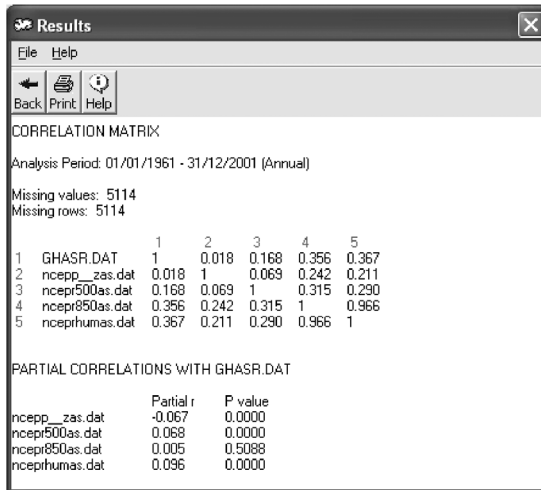 Results
File Help
Back Print Help
CORRELATION MATRIX
Analysis Period: 01/01/1961 - 31/12/2001 (Annual)
Missing values: 5114
Missing rows: 5114
1 2 3 4 5
1 GHASR.DAT 1 0.018 0.168 0.356 0.367
2 ncepp__zas.dat 0.018 1 0.069 0.242 0.211
3 ncepr500as.dat 0.168 0.069 1 0.315 0.290
4 ncepr850as.dat 0.356 0.242 0.315 1 0.966
5 nceprhumas.dat 0.367 0.211 0.290 0.966 1
PARTIAL CORRELATIONS WITH GHASR.DAT
Partial r P value
ncepp__zas.dat -0.067 0.0000
ncepr500as.dat 0.068 0.0000
ncepr850as.dat 0.005 0.5088
nceprhumas.dat 0.096 0.0000